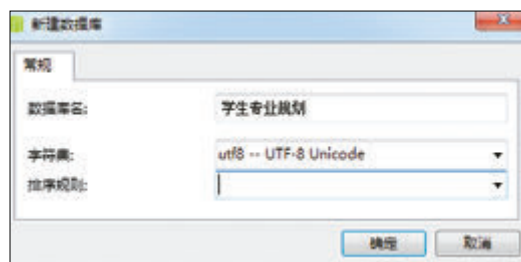 新建数据库
常规
数据库名: 学生专业规划
字符集: utf8 -- UTF-8 Unicode
排序规则:
确定 取消